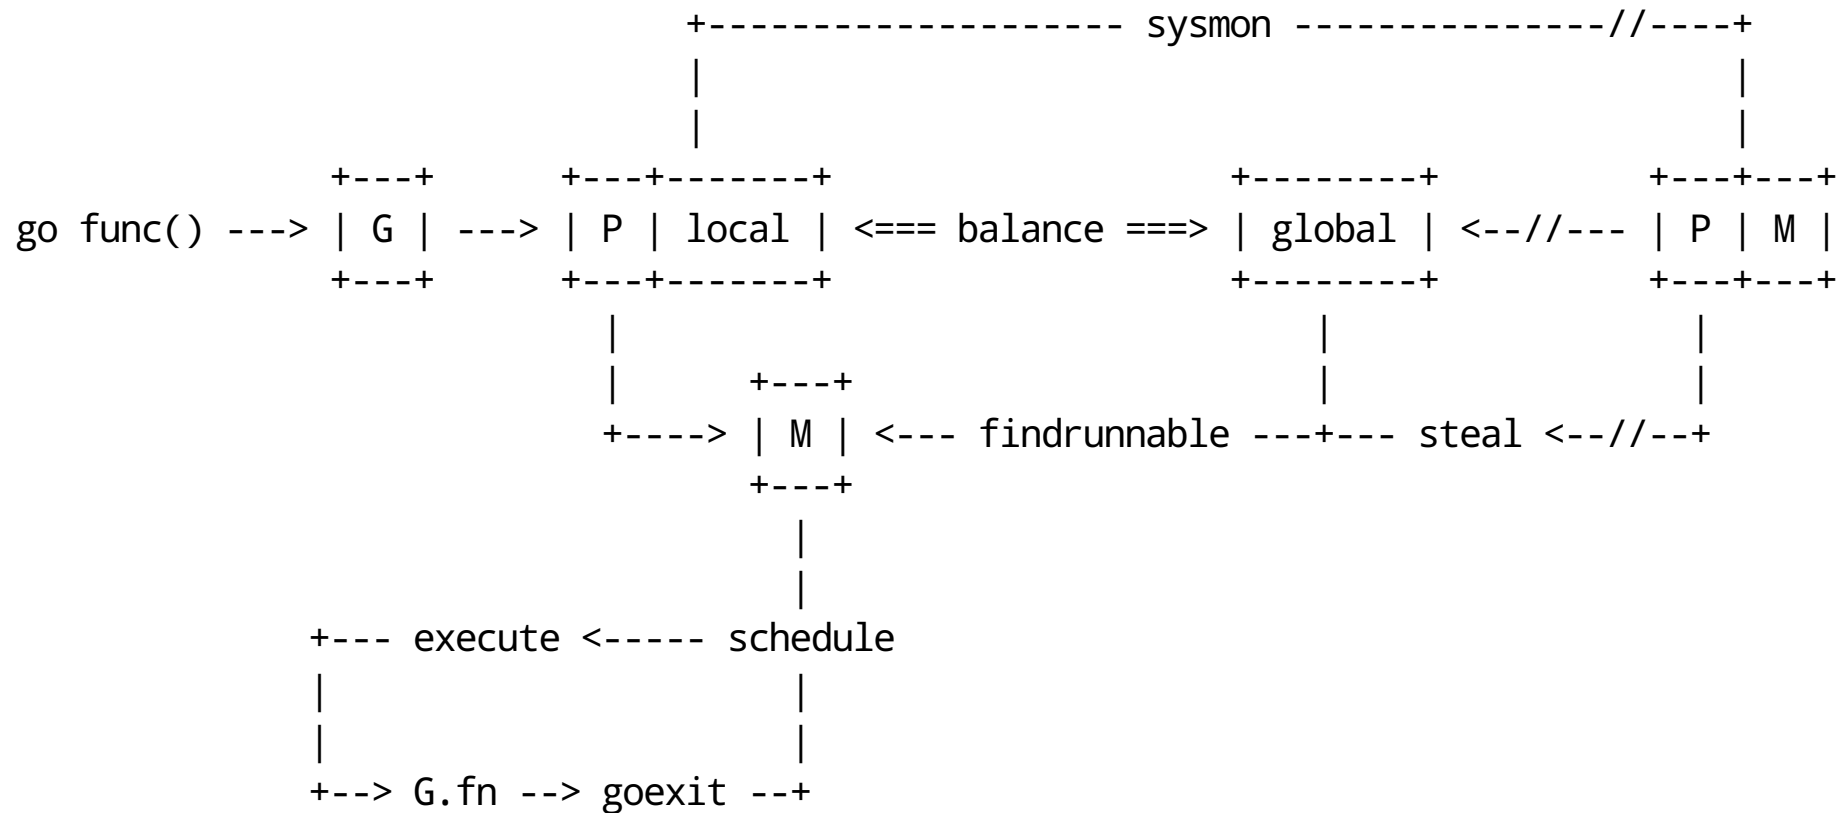 +-------------------- sysmon ---------------//----+
|                                                  |
|                                                  |
+---+      +---+-------+                   +--------+          +---+---+
go func() ---> | G | ---> | P | local | <=== balance ===> | global | <--//--- | P | M |
+---+      +---+-------+                   +--------+          +---+---+
|                                  |                 |
|      +---+                       |                 |
+----> | M | <--- findrunnable ---+--- steal <--//--+
+---+
|
|
+--- execute <----- schedule
|                       |
|                       |
+--> G.fn --> goexit --+